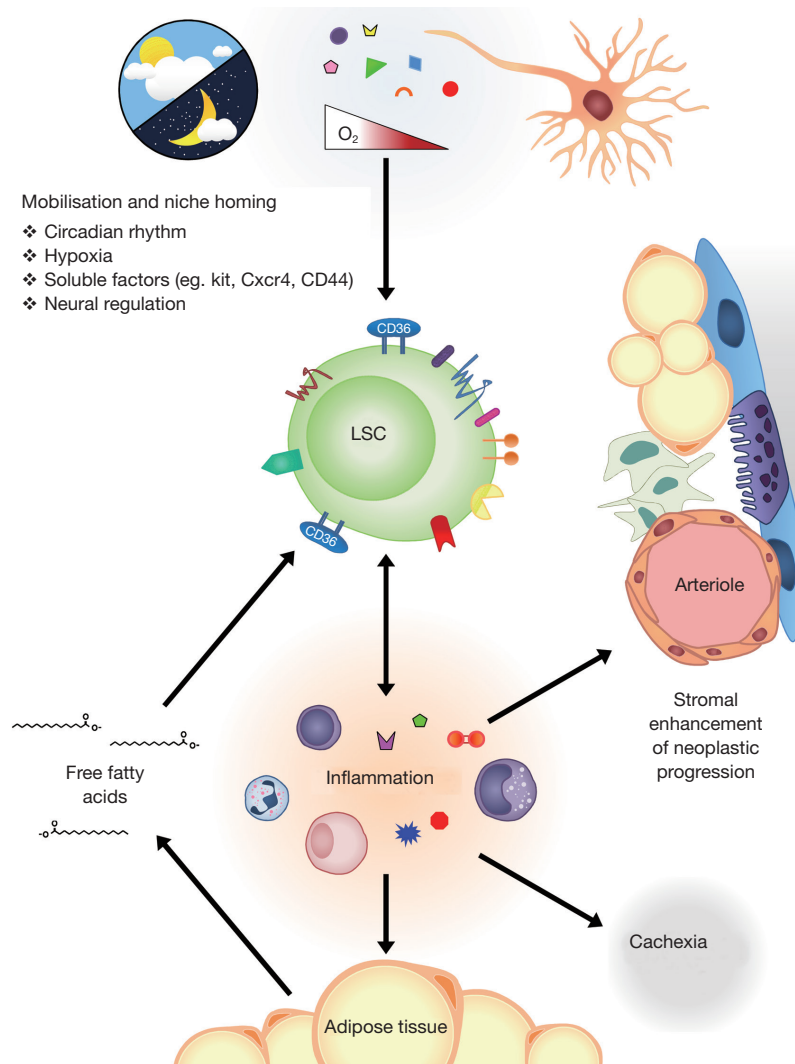 O₂
Mobilisation and niche homing
❖ Circadian rhythm
❖ Hypoxia
❖ Soluble factors (eg. kit, Cxcr4, CD44)
❖ Neural regulation
CD36
LSC
CD36
Arteriole
Stromal
enhancement
of neoplastic
progression
O
O-
O
O-
Free fatty
acids
O
-O
Inflammation
Cachexia
Adipose tissue